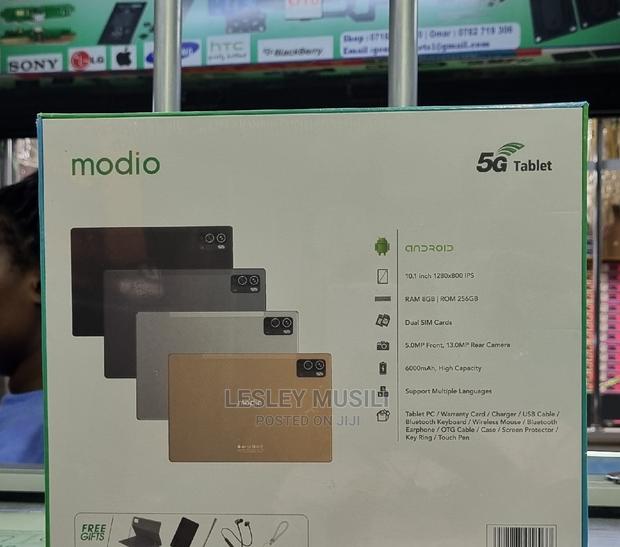 SONY
LG
hTC
BlackBerry
modio
5G Tablet
ANDROID
10.1 inch 1280x800 IPS
RAM 8GB | ROM 256GB
Dual SIM Cards
5.0MP Front, 13.0MP Rear Camera
6000mAh, High Capacity
Support Multiple Languages
Tablet PC / Warranty Card / Charger / USB Cable /
Bluetooth Keyboard / Wireless Mouse / Bluetooth
Earphone / OTG Cable / Case / Screen Protector /
Key Ring / Touch Pen
modio
LESLEY MUSILI
POSTED ON JIJI
FREE
GIFTS